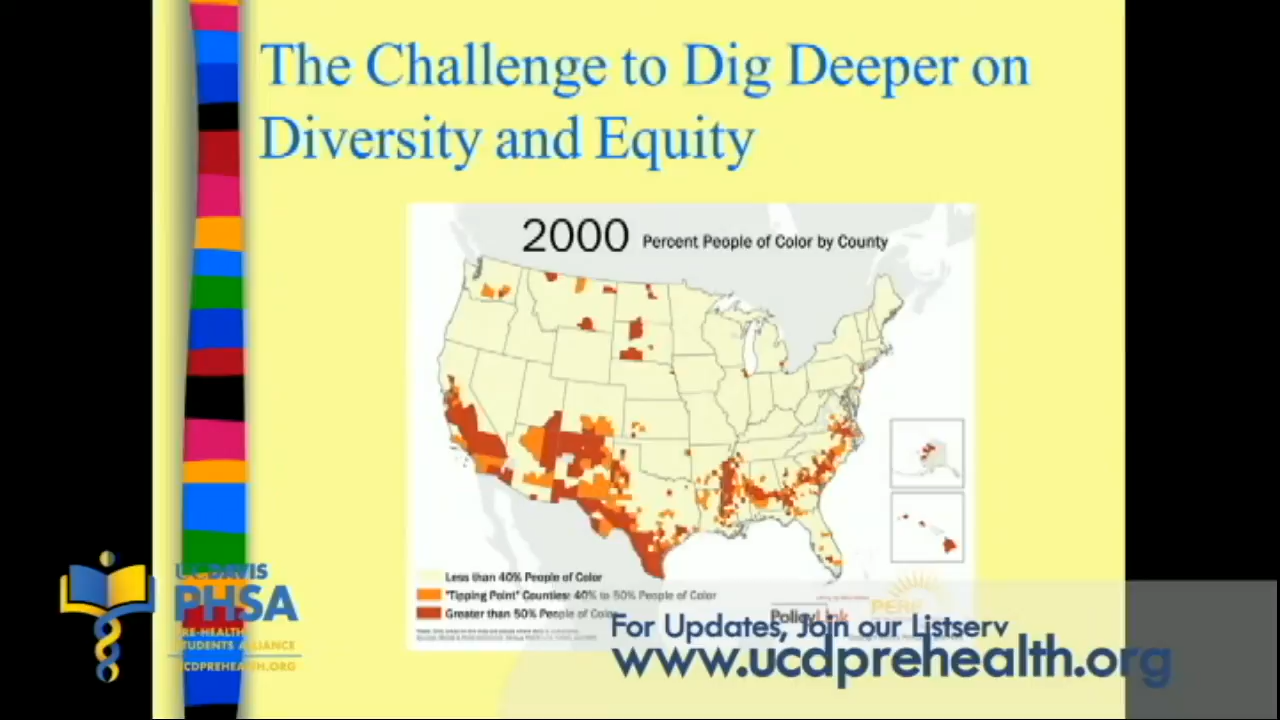 The Challenge to Dig Deeper on
Diversity and Equity
2000 Percent People of Color by County
Less than 40% People of Color
"Tipping Point" Counties: 40% to 50% People of Color
Greater than 50% People of Color
PolicyLink
PERE
UC DAVIS
PHSA
PRE-HEALTH
STUDENTS ALLIANCE
UCDPREHEALTH.ORG
For Updates, Join our Listserv
www.ucdprehealth.org